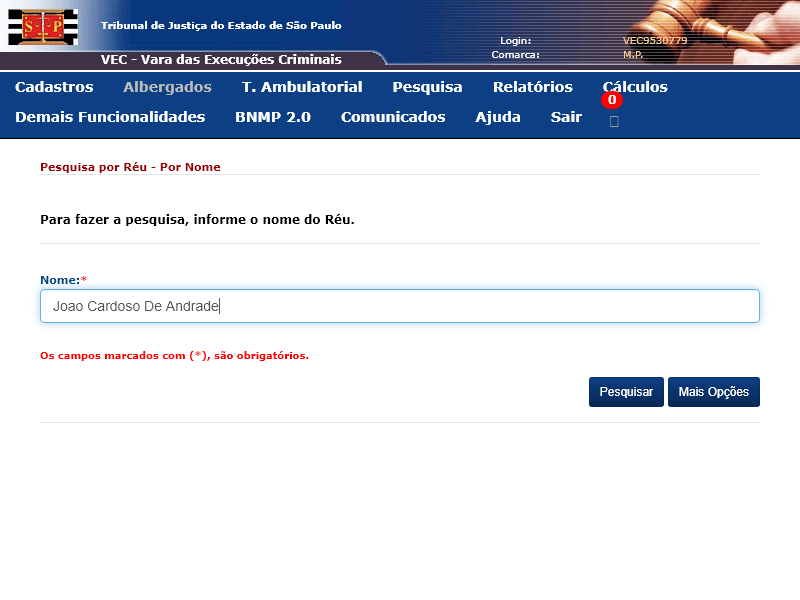 S P
Tribunal de Justiça do Estado de São Paulo
Login: VEC9530779
VEC - Vara das Execuções Criminais
Comarca: M.P.
Cadastros Albergados T. Ambulatorial Pesquisa Relatórios Cálculos
0
Demais Funcionalidades BNMP 2.0 Comunicados Ajuda Sair
Pesquisa por Réu - Por Nome
Para fazer a pesquisa, informe o nome do Réu.
Nome:*
Joao Cardoso De Andrade
Os campos marcados com (*), são obrigatórios.
Pesquisar Mais Opções